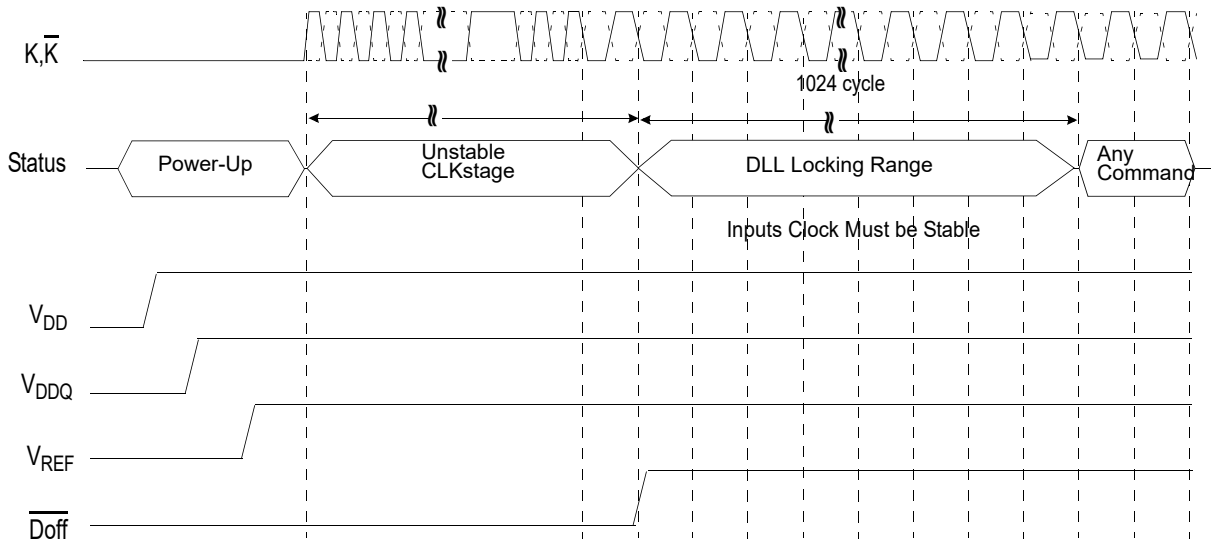 K,K̅
1024 cycle
Status
Power-Up
Unstable
CLKstage
DLL Locking Range
Any
Command
Inputs Clock Must be Stable
VDD
VDDQ
VREF
D̅o̅f̅f̅